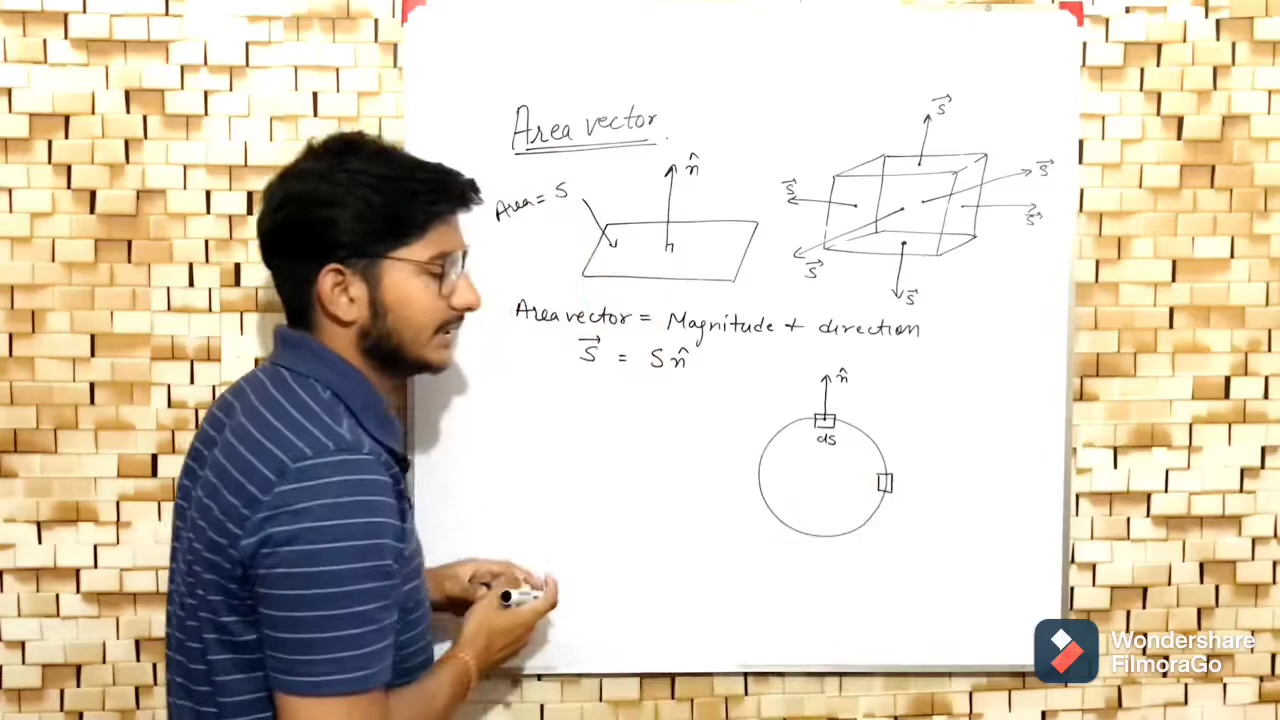 Area vector
n̂
Area = S
S⃗
S⃗
S⃗
S⃗
S⃗
S⃗
Area vector = Magnitude + direction
S⃗ = S n̂
n̂
ds
Wondershare
FilmoraGo